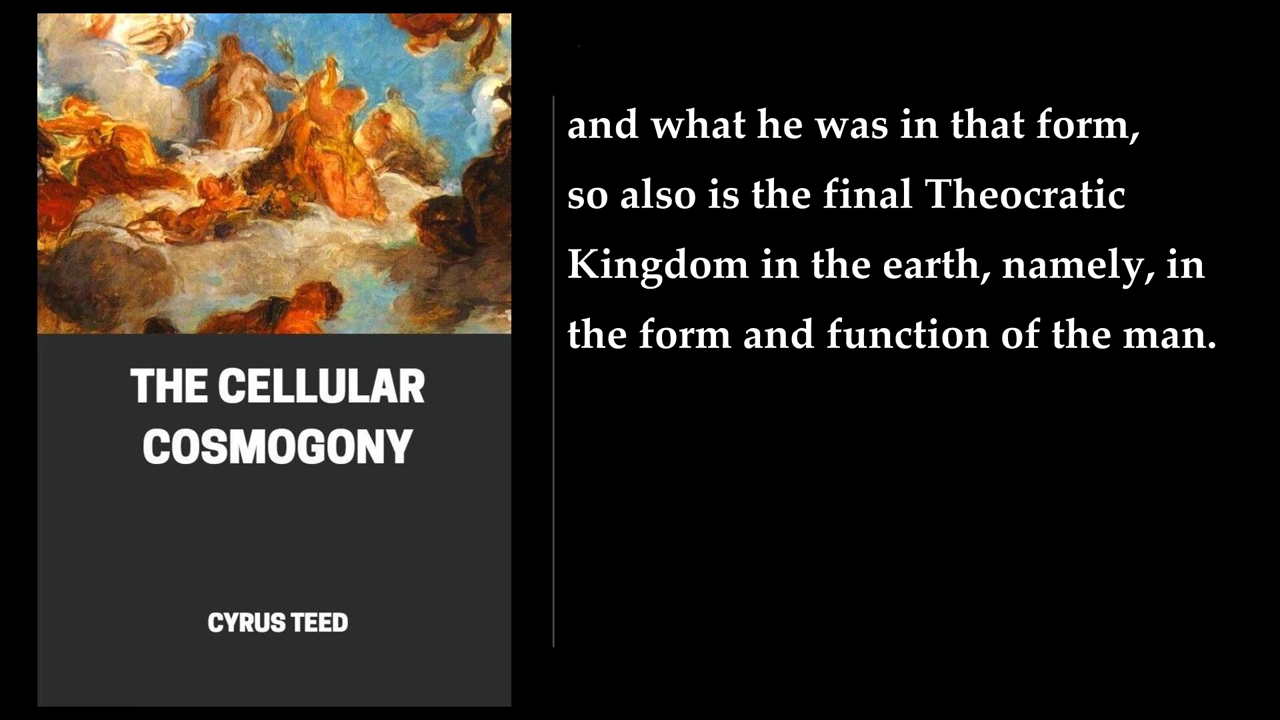 THE CELLULAR
COSMOGONY
CYRUS TEED
and what he was in that form,
so also is the final Theocratic
Kingdom in the earth, namely, in
the form and function of the man.